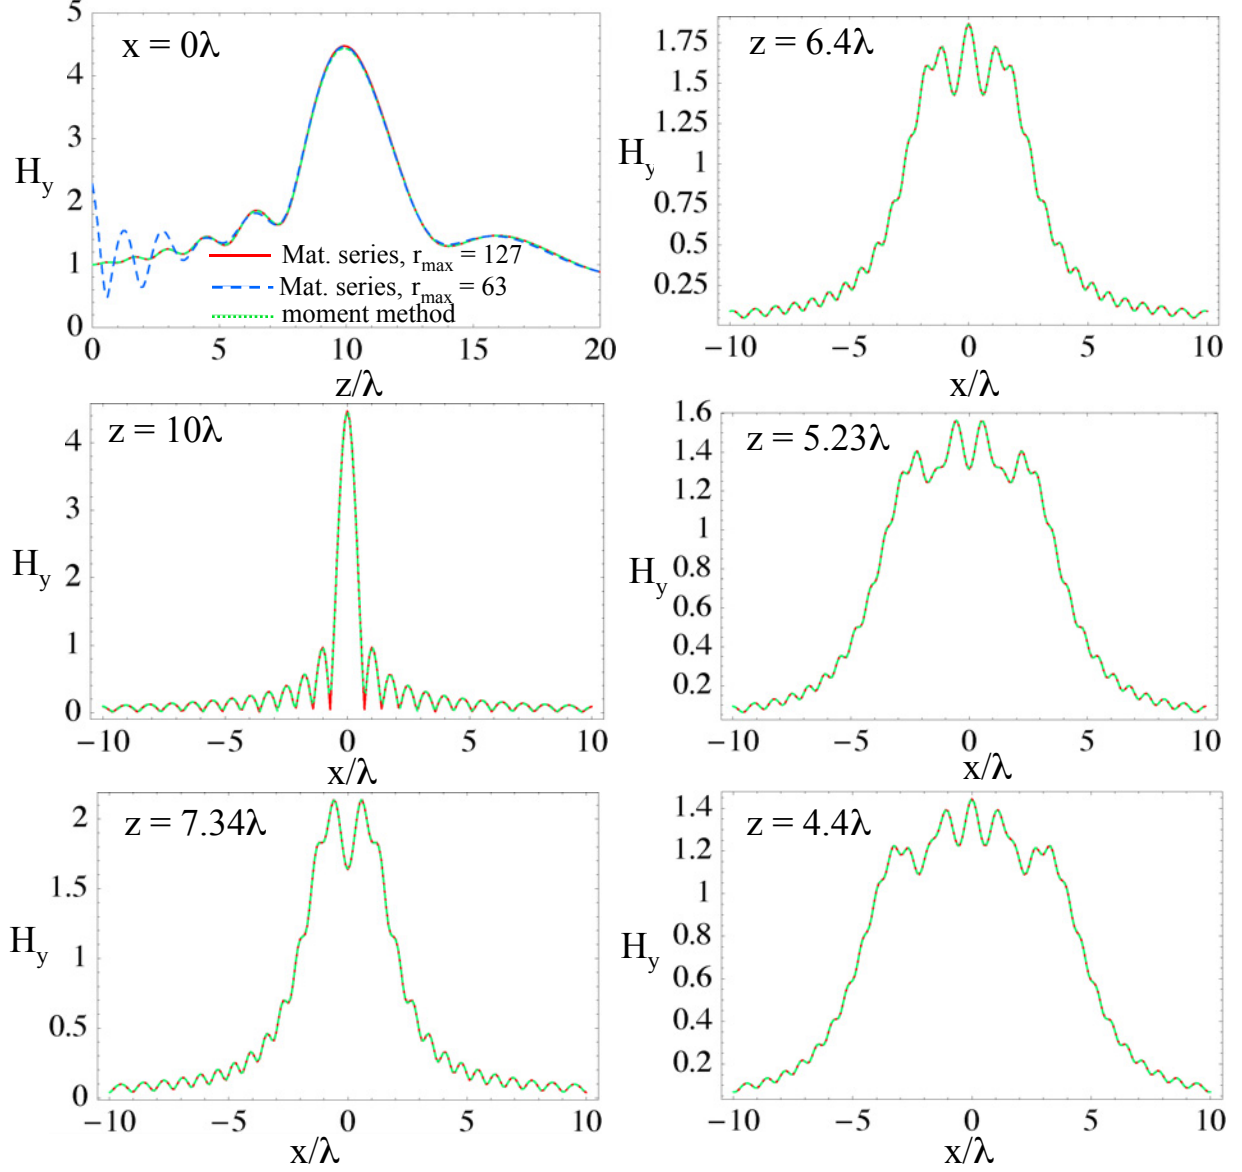 x = 0λ
5
4
3
2
1
0
H_y
Mat. series, r_max = 127
Mat. series, r_max = 63
moment method
0 5 10 15 20
z/λ
z = 6.4λ
1.75
1.5
1.25
1
0.75
0.5
0.25
H_y
−10 −5 0 5 10
x/λ
z = 10λ
4
3
2
1
0
H_y
−10 −5 0 5 10
x/λ
z = 5.23λ
1.6
1.4
1.2
1
0.8
0.6
0.4
0.2
H_y
−10 −5 0 5 10
x/λ
z = 7.34λ
2
1.5
1
0.5
0
H_y
−10 −5 0 5 10
x/λ
z = 4.4λ
1.4
1.2
1
0.8
0.6
0.4
0.2
H_y
−10 −5 0 5 10
x/λ